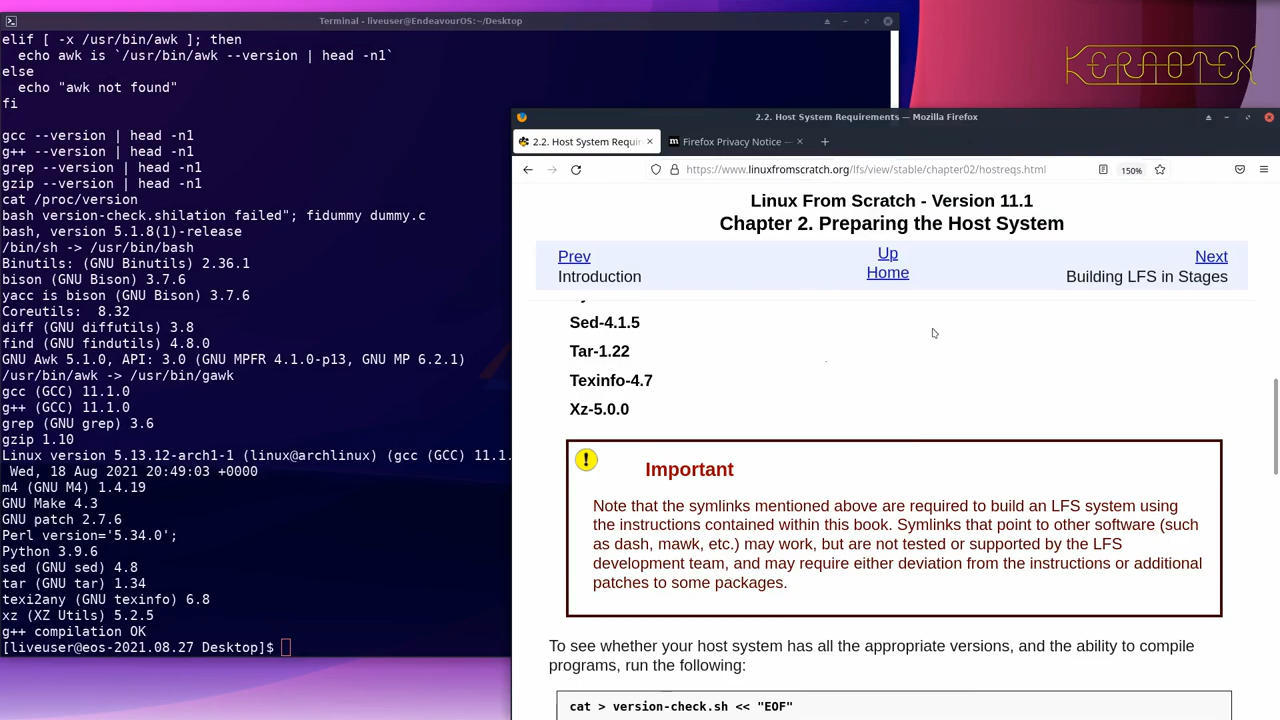 Terminal - liveuser@EndeavourOS:~/Desktop
elif [ -x /usr/bin/awk ]; then
  echo awk is `/usr/bin/awk --version | head -n1`
else
  echo "awk not found"
fi
gcc --version | head -n1
g++ --version | head -n1
grep --version | head -n1
gzip --version | head -n1
cat /proc/version
bash version-check.shilation failed"; fidummy dummy.c
bash, version 5.1.8(1)-release
/bin/sh -> /usr/bin/bash
Binutils: (GNU Binutils) 2.36.1
bison (GNU Bison) 3.7.6
yacc is bison (GNU Bison) 3.7.6
Coreutils:  8.32
diff (GNU diffutils) 3.8
find (GNU findutils) 4.8.0
GNU Awk 5.1.0, API: 3.0 (GNU MPFR 4.1.0-p13, GNU MP 6.2.1)
/usr/bin/awk -> /usr/bin/gawk
gcc (GCC) 11.1.0
g++ (GCC) 11.1.0
grep (GNU grep) 3.6
gzip 1.10
Linux version 5.13.12-arch1-1 (linux@archlinux) (gcc (GCC) 11.1.
 Wed, 18 Aug 2021 20:49:03 +0000
m4 (GNU M4) 1.4.19
GNU Make 4.3
GNU patch 2.7.6
Perl version='5.34.0';
Python 3.9.6
sed (GNU sed) 4.8
tar (GNU tar) 1.34
texi2any (GNU texinfo) 6.8
xz (XZ Utils) 5.2.5
g++ compilation OK
[liveuser@eos-2021.08.27 Desktop]$
KEROTEX
2.2. Host System Requirements — Mozilla Firefox
2.2. Host System Requir
Firefox Privacy Notice —
https://www.linuxfromscratch.org/lfs/view/stable/chapter02/hostreqs.html
150%
Linux From Scratch - Version 11.1
Chapter 2. Preparing the Host System
Prev
Up
Next
Introduction
Home
Building LFS in Stages
Sed-4.1.5
Tar-1.22
Texinfo-4.7
Xz-5.0.0
Important
Note that the symlinks mentioned above are required to build an LFS system using
the instructions contained within this book. Symlinks that point to other software (such
as dash, mawk, etc.) may work, but are not tested or supported by the LFS
development team, and may require either deviation from the instructions or additional
patches to some packages.
To see whether your host system has all the appropriate versions, and the ability to compile
programs, run the following:
cat > version-check.sh << "EOF"